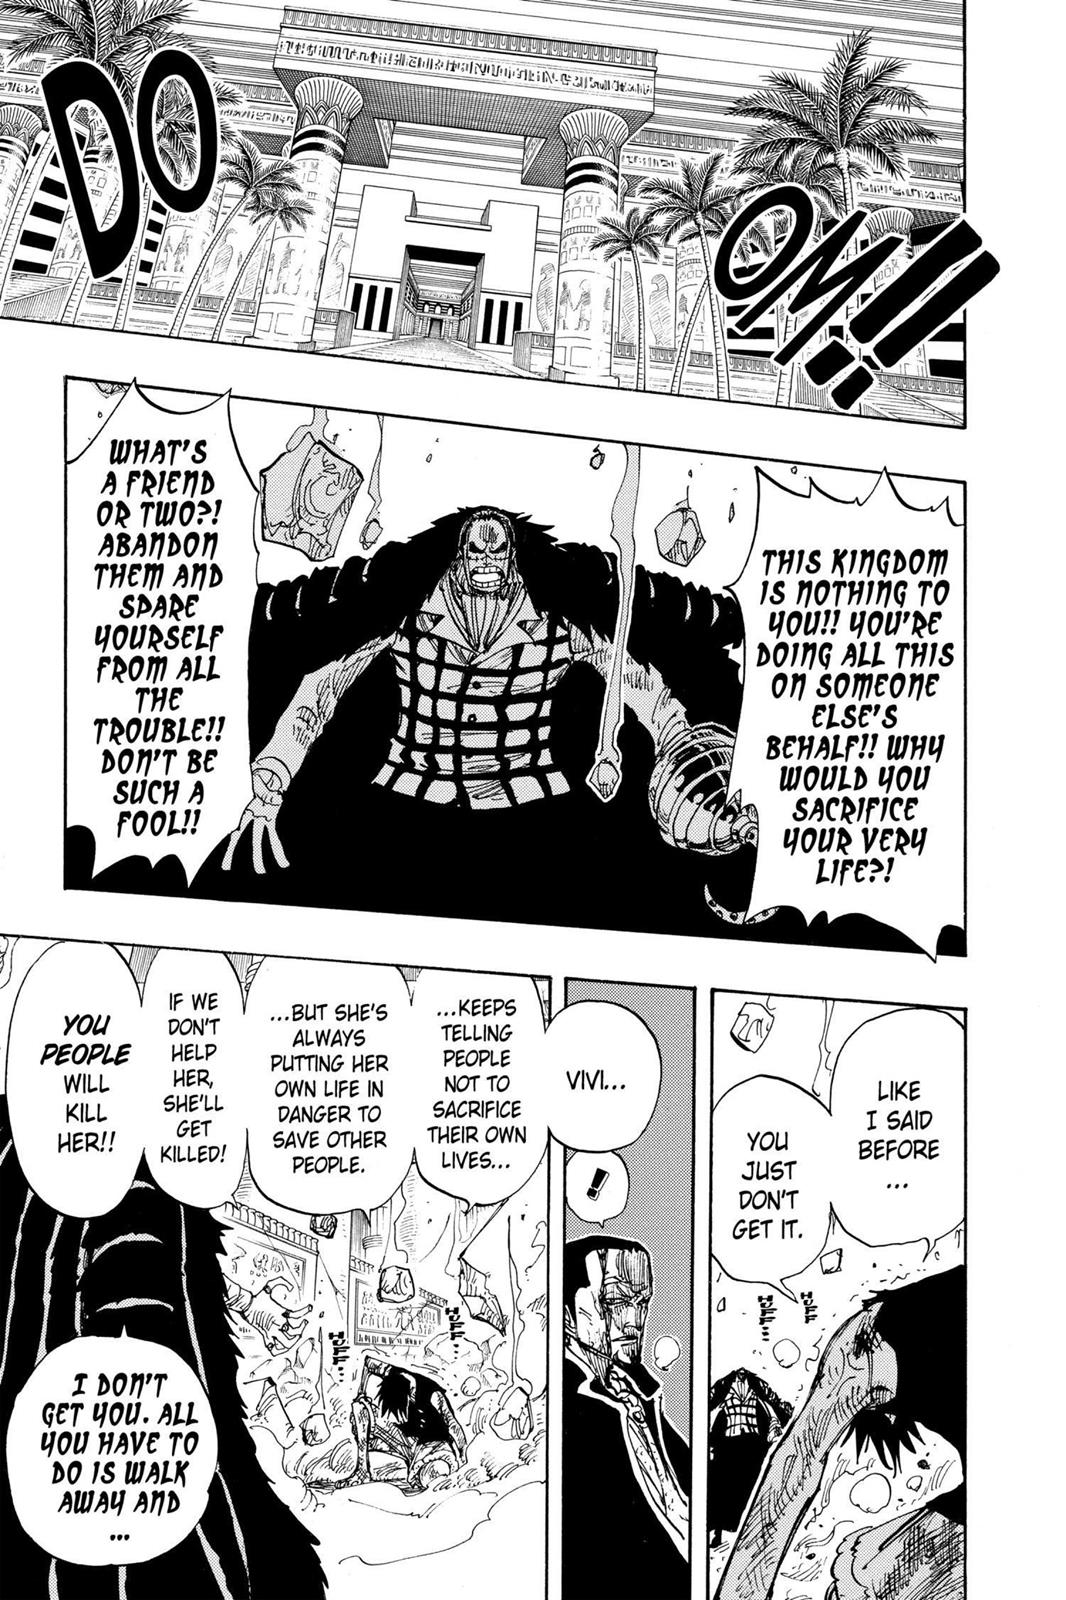 DO
OM!!
THIS KINGDOM
IS NOTHING TO
YOU!! YOU'RE
DOING ALL THIS
ON SOMEONE
ELSE'S
BEHALF!! WHY
WOULD YOU
SACRIFICE
YOUR VERY
LIFE?!
WHAT'S
A FRIEND
OR TWO?!
ABANDON
THEM AND
SPARE
YOURSELF
FROM ALL
THE
TROUBLE!!
DON'T BE
SUCH A
FOOL!!
LIKE
I SAID
BEFORE
...
YOU
JUST
DON'T
GET IT.
HUFF...
HUFF...
VIVI...
!
...KEEPS
TELLING
PEOPLE
NOT TO
SACRIFICE
THEIR OWN
LIVES...
...BUT SHE'S
ALWAYS
PUTTING HER
OWN LIFE IN
DANGER TO
SAVE OTHER
PEOPLE.
IF WE
DON'T
HELP
HER,
SHE'LL
GET
KILLED!
YOU
PEOPLE
WILL
KILL
HER!!
HUFF...
HUFF...
I DON'T
GET YOU. ALL
YOU HAVE TO
DO IS WALK
AWAY AND
...